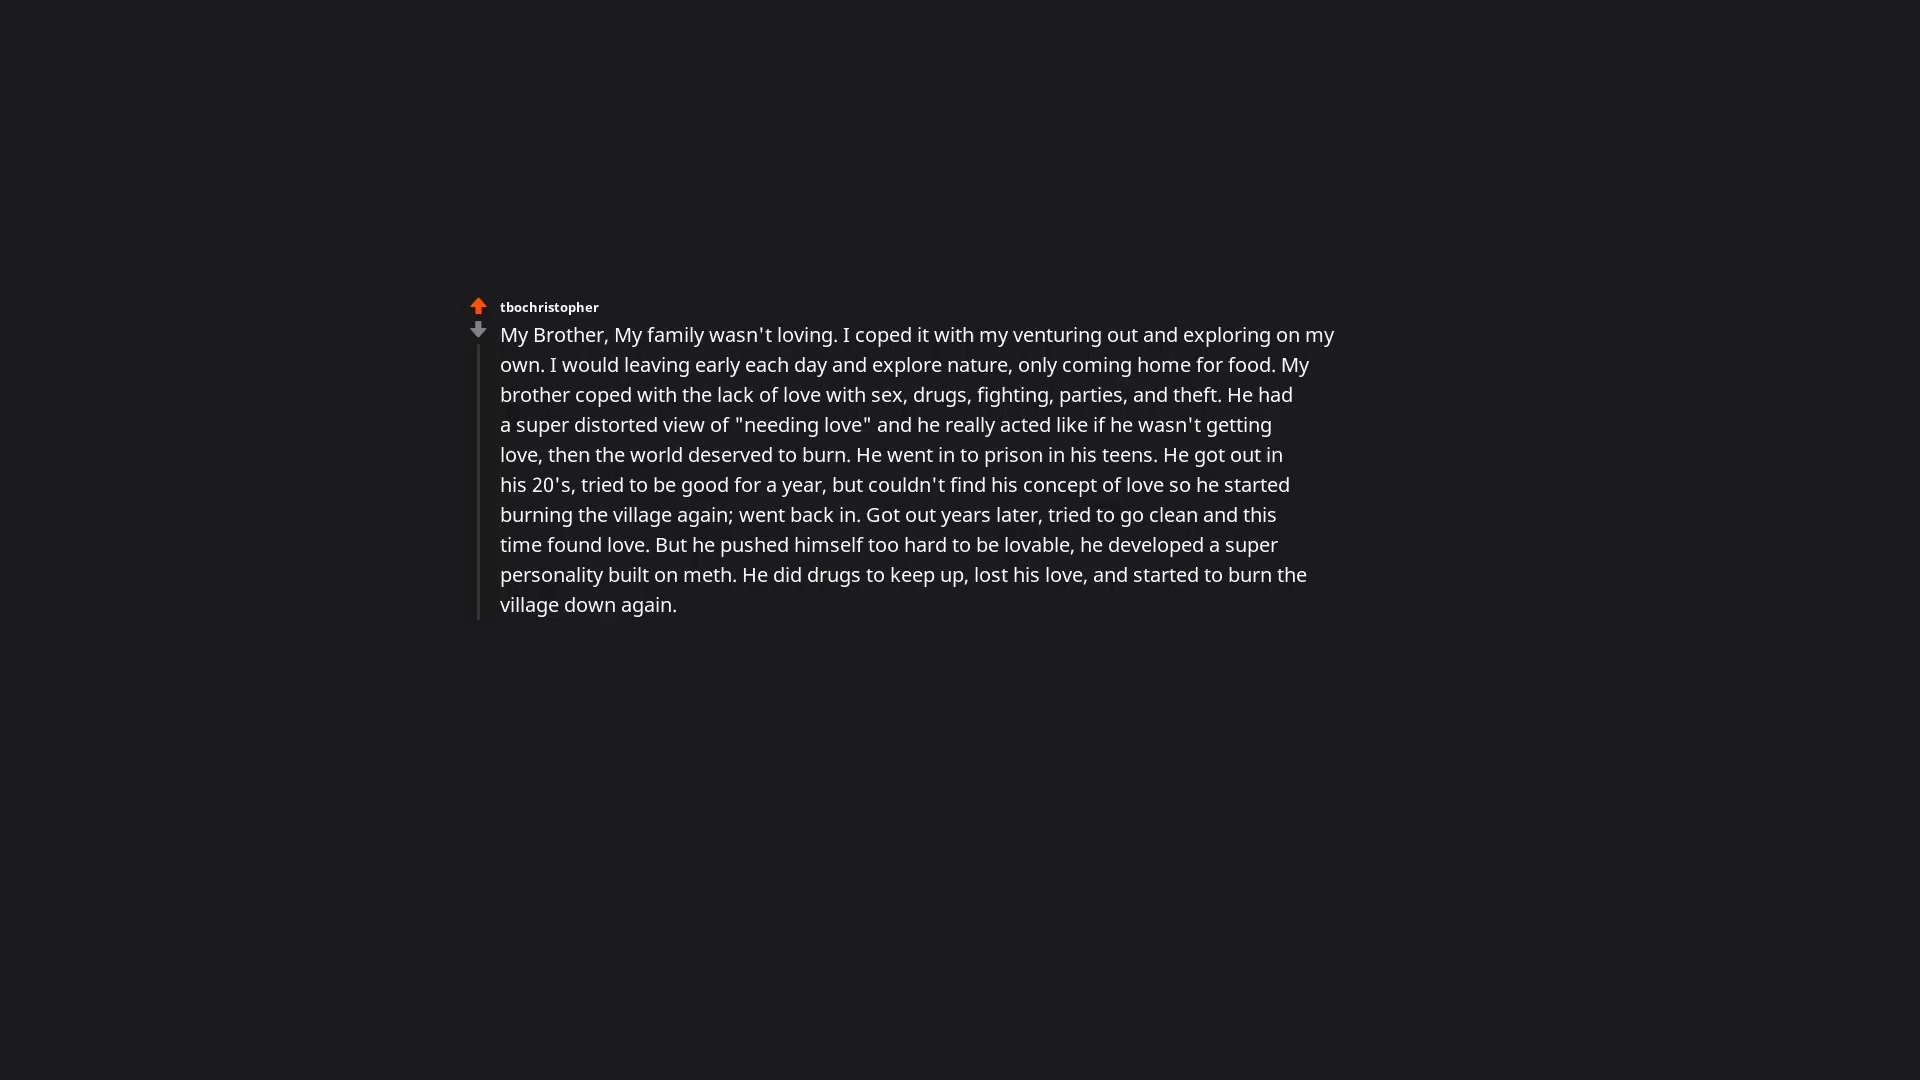 tbochristopher
My Brother, My family wasn't loving. I coped it with my venturing out and exploring on my
own. I would leaving early each day and explore nature, only coming home for food. My
brother coped with the lack of love with sex, drugs, fighting, parties, and theft. He had
a super distorted view of "needing love" and he really acted like if he wasn't getting
love, then the world deserved to burn. He went in to prison in his teens. He got out in
his 20's, tried to be good for a year, but couldn't find his concept of love so he started
burning the village again; went back in. Got out years later, tried to go clean and this
time found love. But he pushed himself too hard to be lovable, he developed a super
personality built on meth. He did drugs to keep up, lost his love, and started to burn the
village down again.